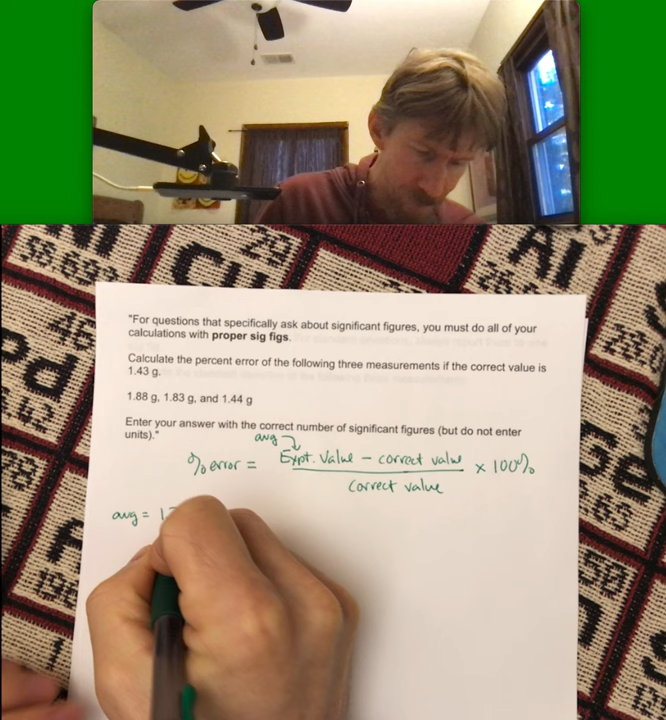 "For questions that specifically ask about significant figures, you must do all of your
calculations with proper sig figs.
Calculate the percent error of the following three measurements if the correct value is
1.43 g.
1.88 g, 1.83 g, and 1.44 g
Enter your answer with the correct number of significant figures (but do not enter
units)."
avg
% error = Expt. Value - correct value
correct value
× 100%
avg = 1
Al